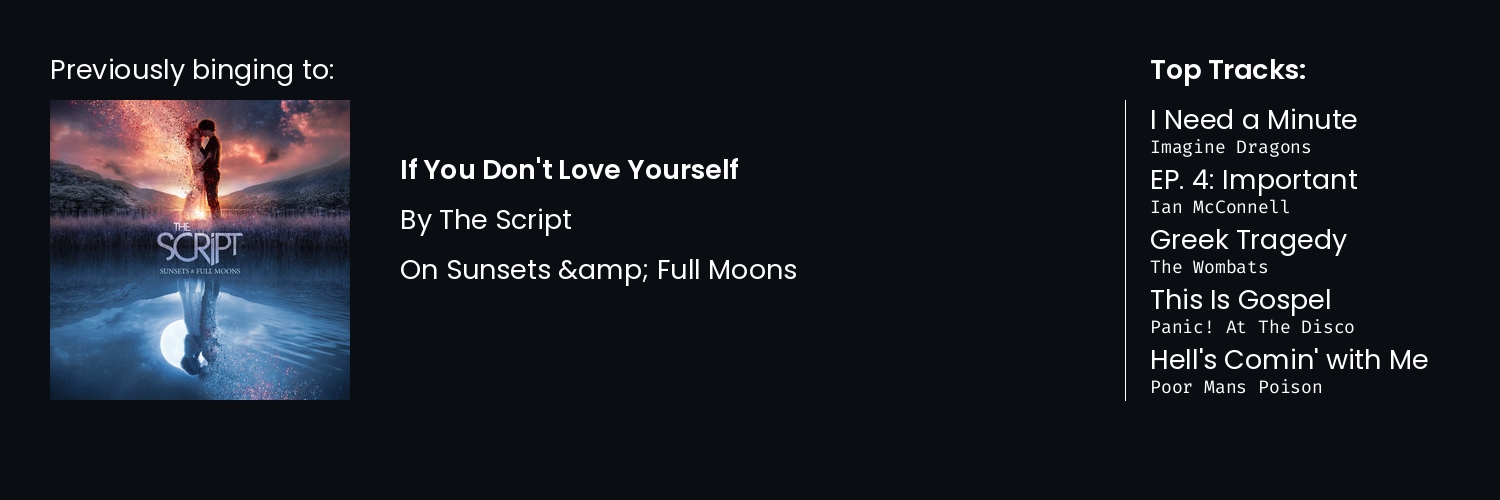 Previously binging to:
THE
SCRIPT
SUNSETS & FULL MOONS
If You Don't Love Yourself
By The Script
On Sunsets &amp; Full Moons
Top Tracks:
I Need a Minute
Imagine Dragons
EP. 4: Important
Ian McConnell
Greek Tragedy
The Wombats
This Is Gospel
Panic! At The Disco
Hell's Comin' with Me
Poor Mans Poison